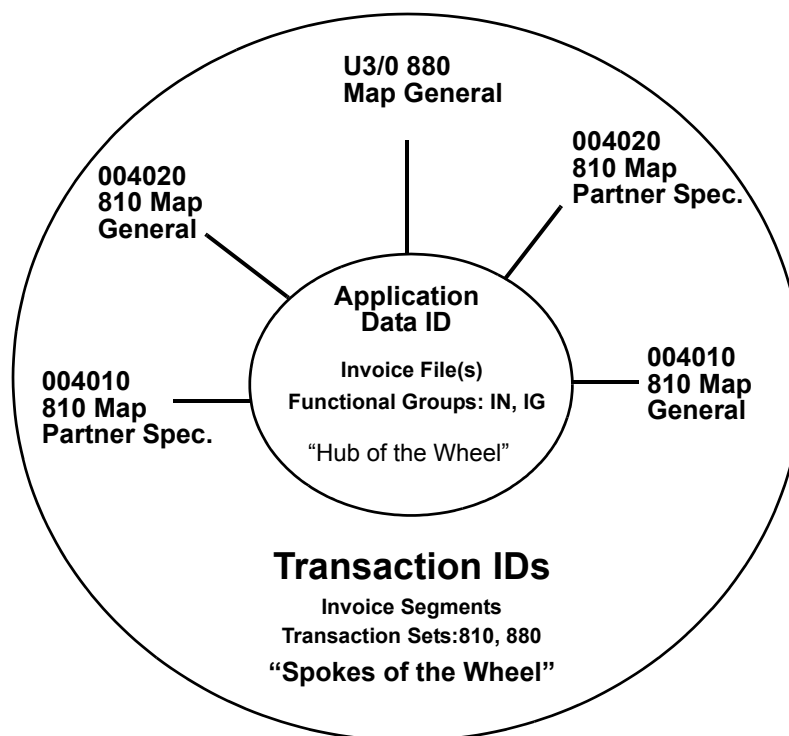 U3/0 880
Map General
004020
810 Map
General
004020
810 Map
Partner Spec.
Application
Data ID
Invoice File(s)
Functional Groups: IN, IG
“Hub of the Wheel”
004010
810 Map
Partner Spec.
004010
810 Map
General
Transaction IDs
Invoice Segments
Transaction Sets:810, 880
“Spokes of the Wheel”